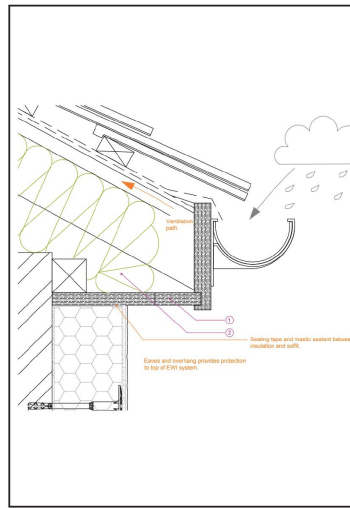 Ventilation
path
1
2
Sealing tape and mastic sealant between
insulation and soffit.
Eaves and overhang provides protection
to top of EWI system.